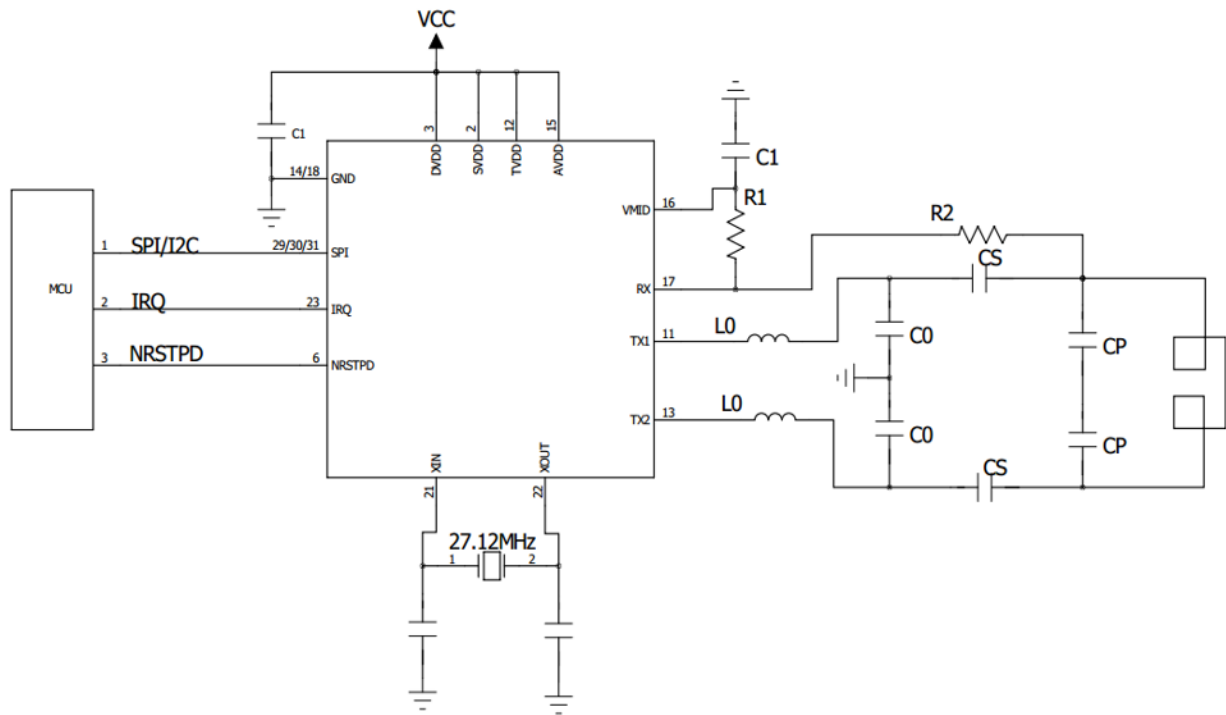 VCC
C1
3
2
12
15
DVDD
SVDD
TVDD
AVDD
14/18
GND
C1
R1
VMID
16
R2
MCU
1
SPI/I2C
29/30/31
SPI
CS
RX
17
2
IRQ
23
IRQ
L0
TX1
11
C0
CP
3
NRSTPD
6
NRSTPD
L0
TX2
13
C0
CP
CS
XIN
XOUT
21
22
27.12MHz
1
2